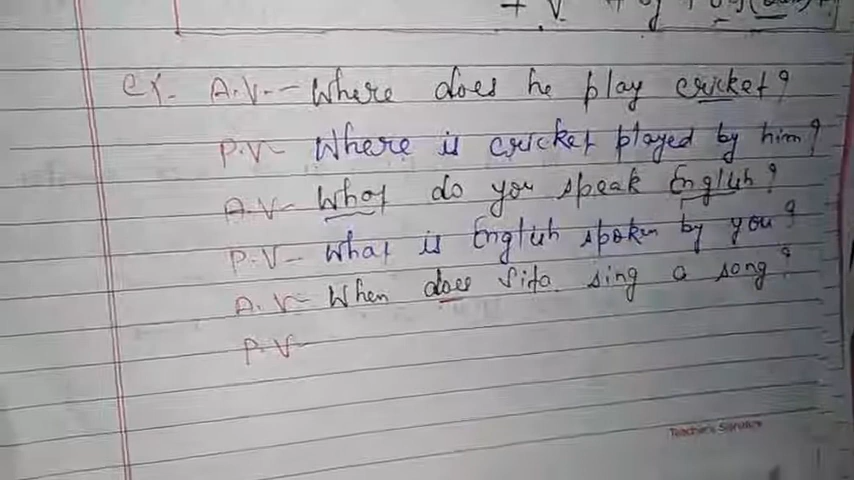 ex. A.V.- Where does he play cricket?
P.V- Where is cricket played by him?
A.V- What do you speak English?
P.V- What is English spoken by you?
A.V- When does Sita sing a song?
P.V-
Teacher's Signature